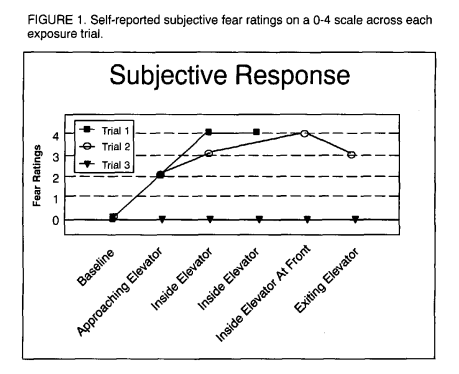 FIGURE 1. Self-reported subjective fear ratings on a 0-4 scale across each
exposure trial.
Subjective Response
Trial 1
Trial 2
Trial 3
4
3
2
1
0
Fear Ratings
Baseline
Approaching Elevator
Inside Elevator
Inside Elevator
Inside Elevator At Front
Exiting Elevator